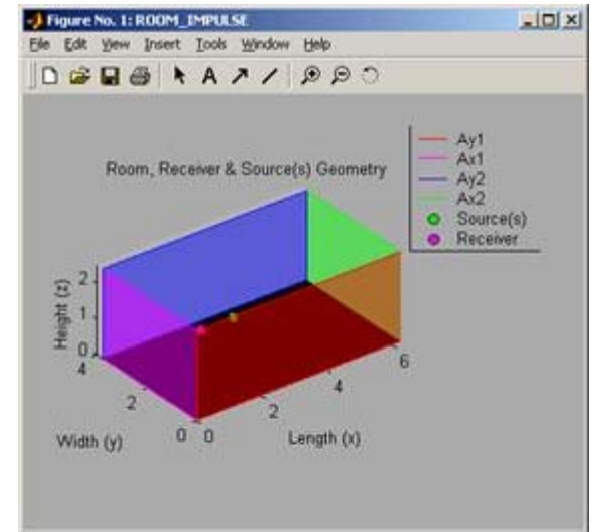 Figure No. 1: ROOM_IMPULSE
File Edit View Insert Tools Window Help
A
Room, Receiver & Source(s) Geometry
Ay1
Ax1
Ay2
Ax2
Source(s)
Receiver
Height (z)
2
1
0
4
2
0
Width (y)
0
2
4
6
Length (x)